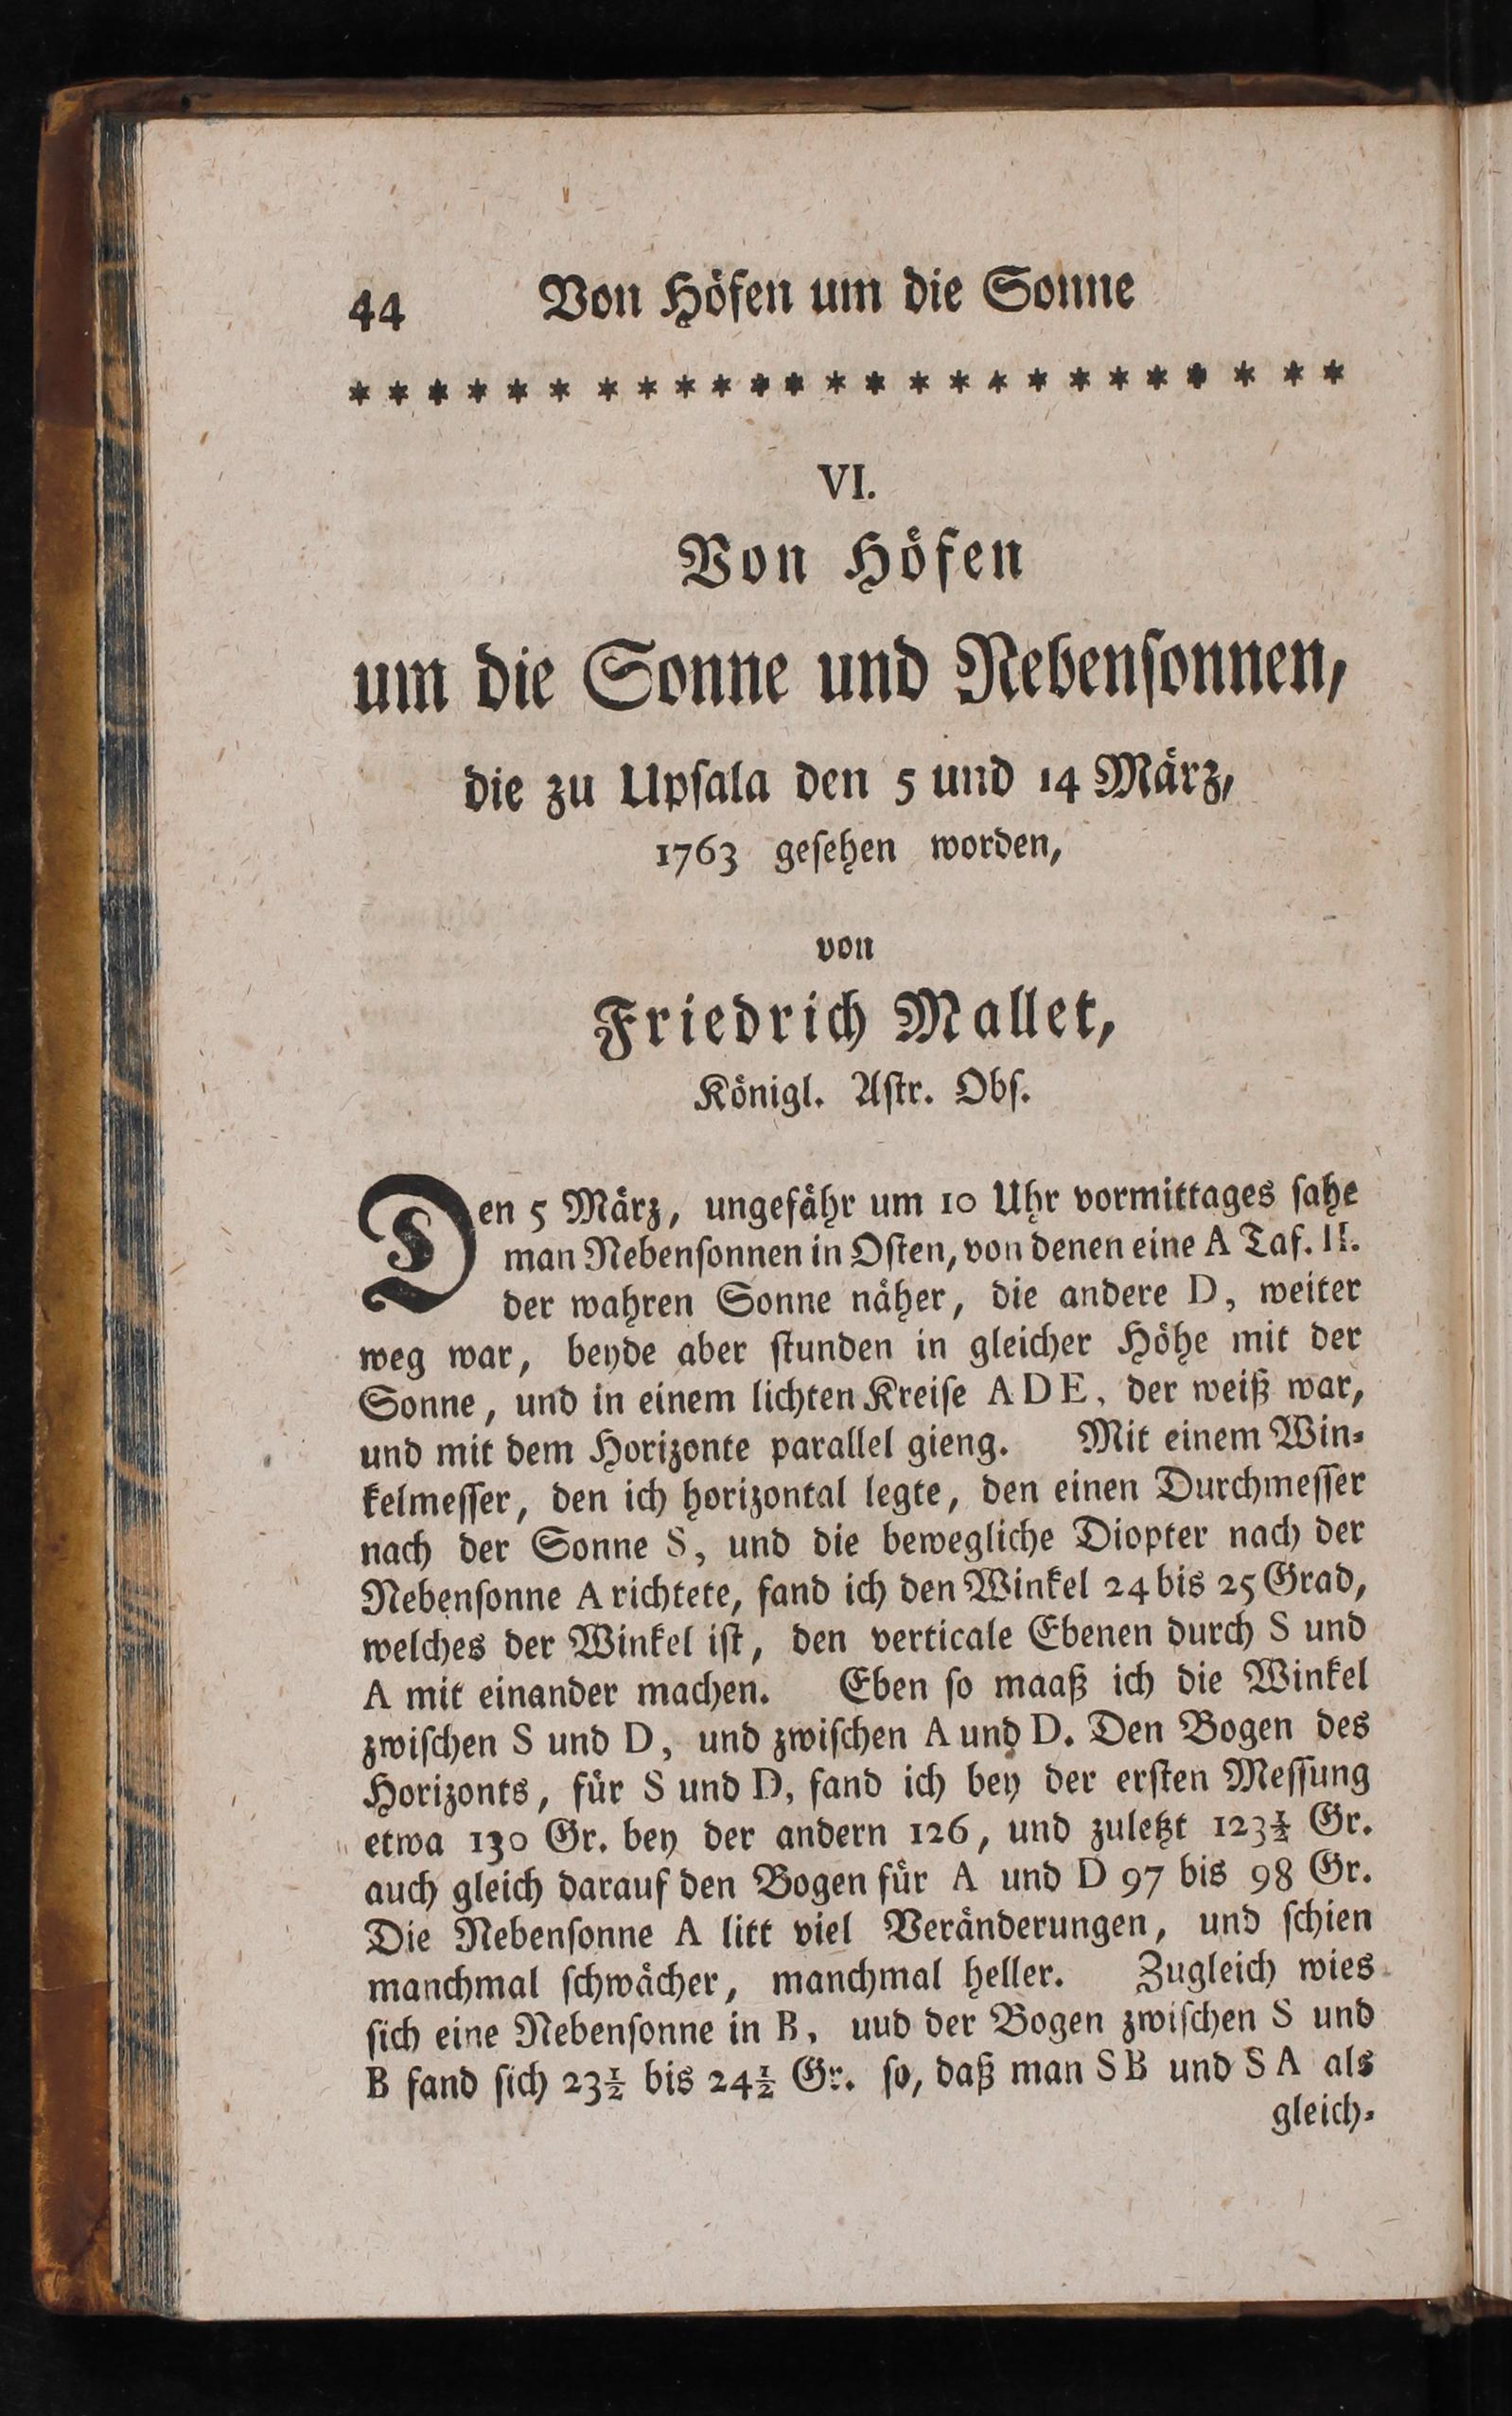 44 Von Höfen um die Sonne
* * * * * * * * * * * * * * * * * * * * * * * * *
VI.
Von Höfen
um die Sonne und Nebenſonnen,
die zu Upſala den 5 und 14 März,
1763 geſehen worden,
von
Friedrich Mallet,
Königl. Aſtr. Obſ.
Den 5 März, ungefähr um 10 Uhr vormittages ſahe
man Nebenſonnen in Oſten, von denen eine A Taf. II.
der wahren Sonne näher, die andere D, weiter
weg war, beyde aber ſtunden in gleicher Höhe mit der
Sonne, und in einem lichten Kreiſe ADE, der weiß war,
und mit dem Horizonte parallel gieng. Mit einem Win-
kelmeſſer, den ich horizontal legte, den einen Durchmeſſer
nach der Sonne S, und die bewegliche Diopter nach der
Nebenſonne A richtete, fand ich den Winkel 24 bis 25 Grad,
welches der Winkel iſt, den verticale Ebenen durch S und
A mit einander machen. Eben ſo maaß ich die Winkel
zwiſchen S und D, und zwiſchen A und D. Den Bogen des
Horizonts, für S und D, fand ich bey der erſten Meſſung
etwa 130 Gr. bey der andern 126, und zuletzt 123½ Gr.
auch gleich darauf den Bogen für A und D 97 bis 98 Gr.
Die Nebenſonne A litt viel Veränderungen, und ſchien
manchmal ſchwächer, manchmal heller. Zugleich wies
ſich eine Nebenſonne in B, uud der Bogen zwiſchen S und
B fand ſich 23½ bis 24½ Gr. ſo, daß man SB und SA als
gleich-